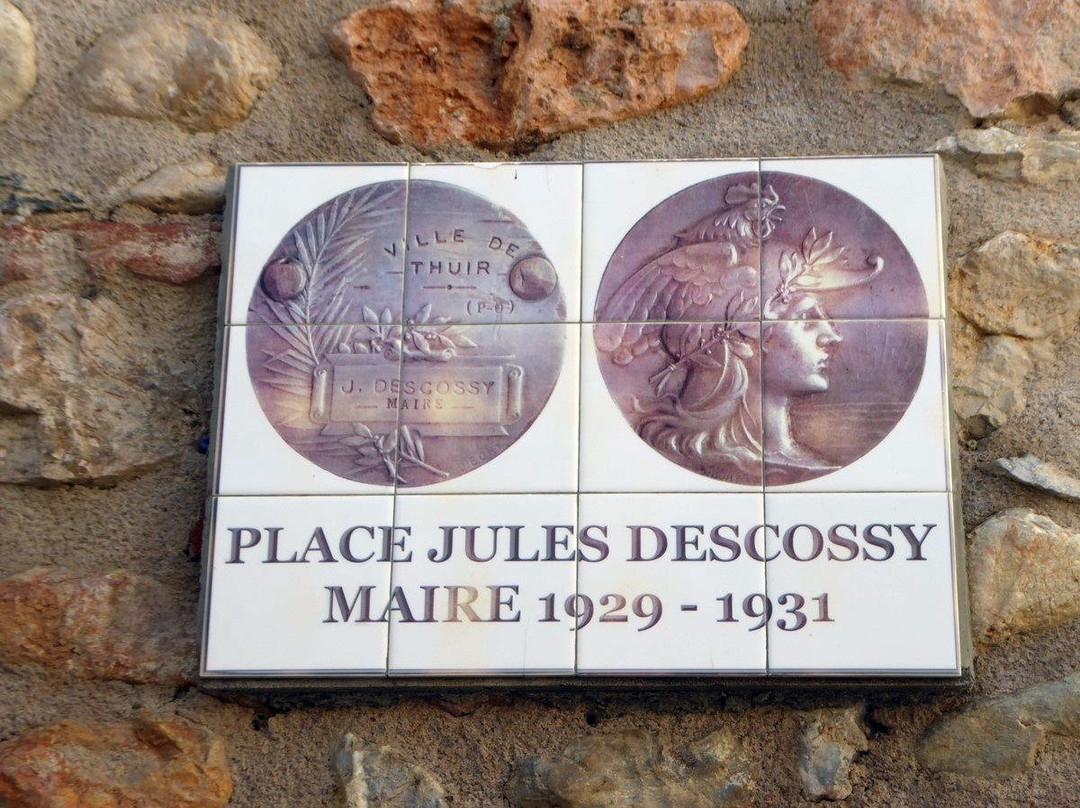 VILLE DE
THUIR
(P-O)
J. DESCOSSY
MAIRE
PLACE JULES DESCOSSY
MAIRE 1929 - 1931